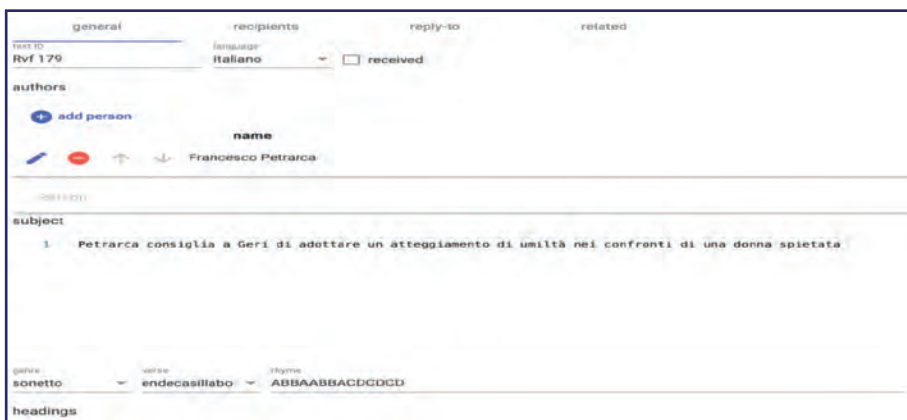 general recipients reply-to related
text ID language
Rvf 179 Italiano received
authors
add person
name
Francesco Petrarca
person
subject
1 Petrarca consiglia a Geri di adottare un atteggiamento di umiltà nei confronti di una donna spietata
genre verse rhyme
sonetto endecasillabo ABBAABBACDCDCD
headings